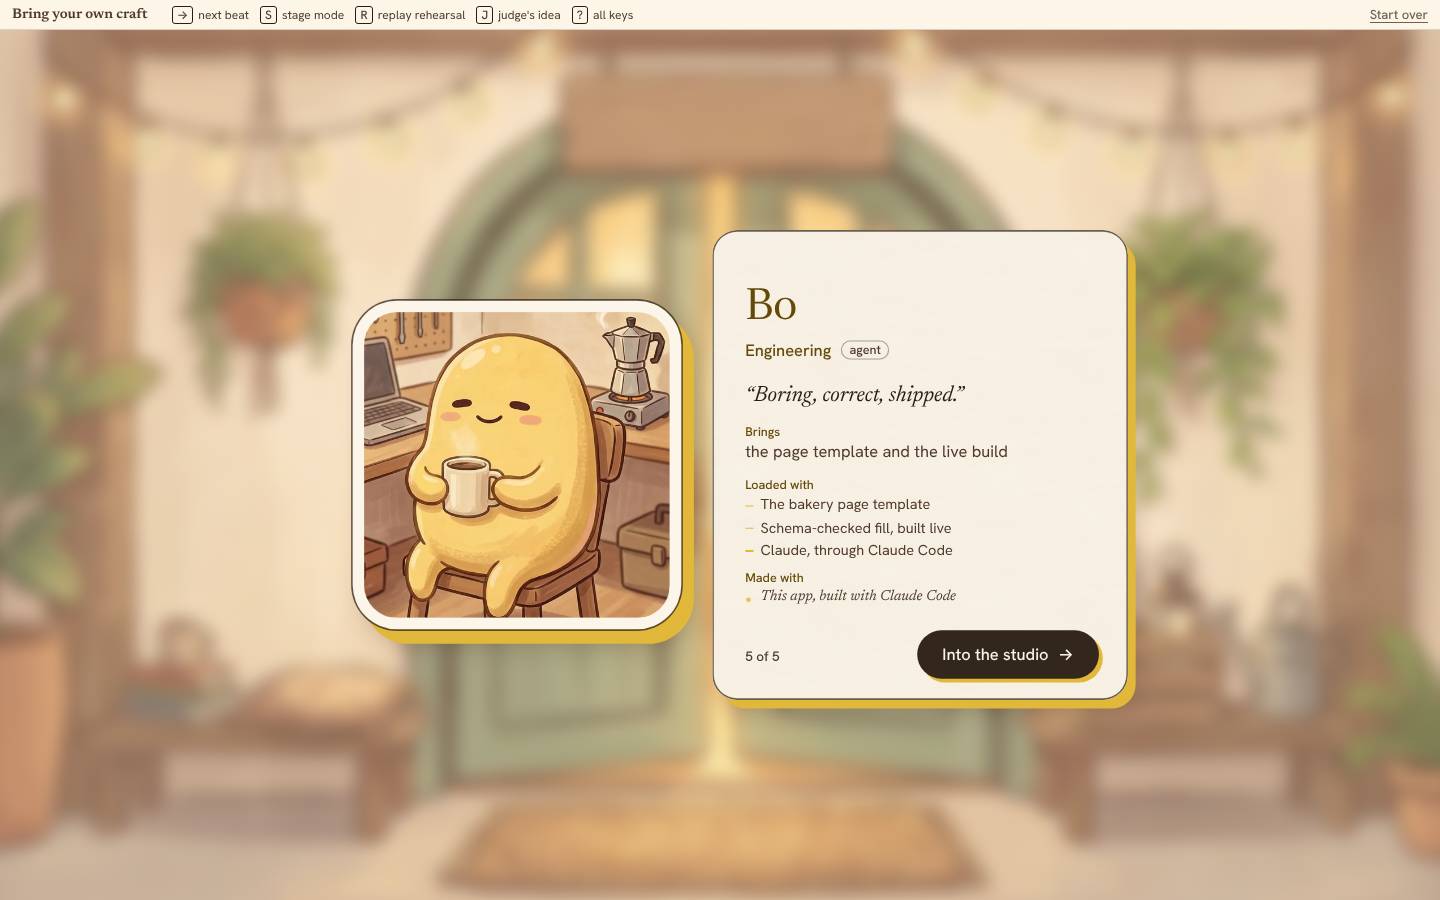 Bring your own craft → next beat S stage mode R replay rehearsal J judge's idea ? all keys Start over
Bo
Engineering agent
“Boring, correct, shipped.”
Brings
the page template and the live build
Loaded with
– The bakery page template
– Schema-checked fill, built live
– Claude, through Claude Code
Made with
• This app, built with Claude Code
5 of 5 Into the studio →